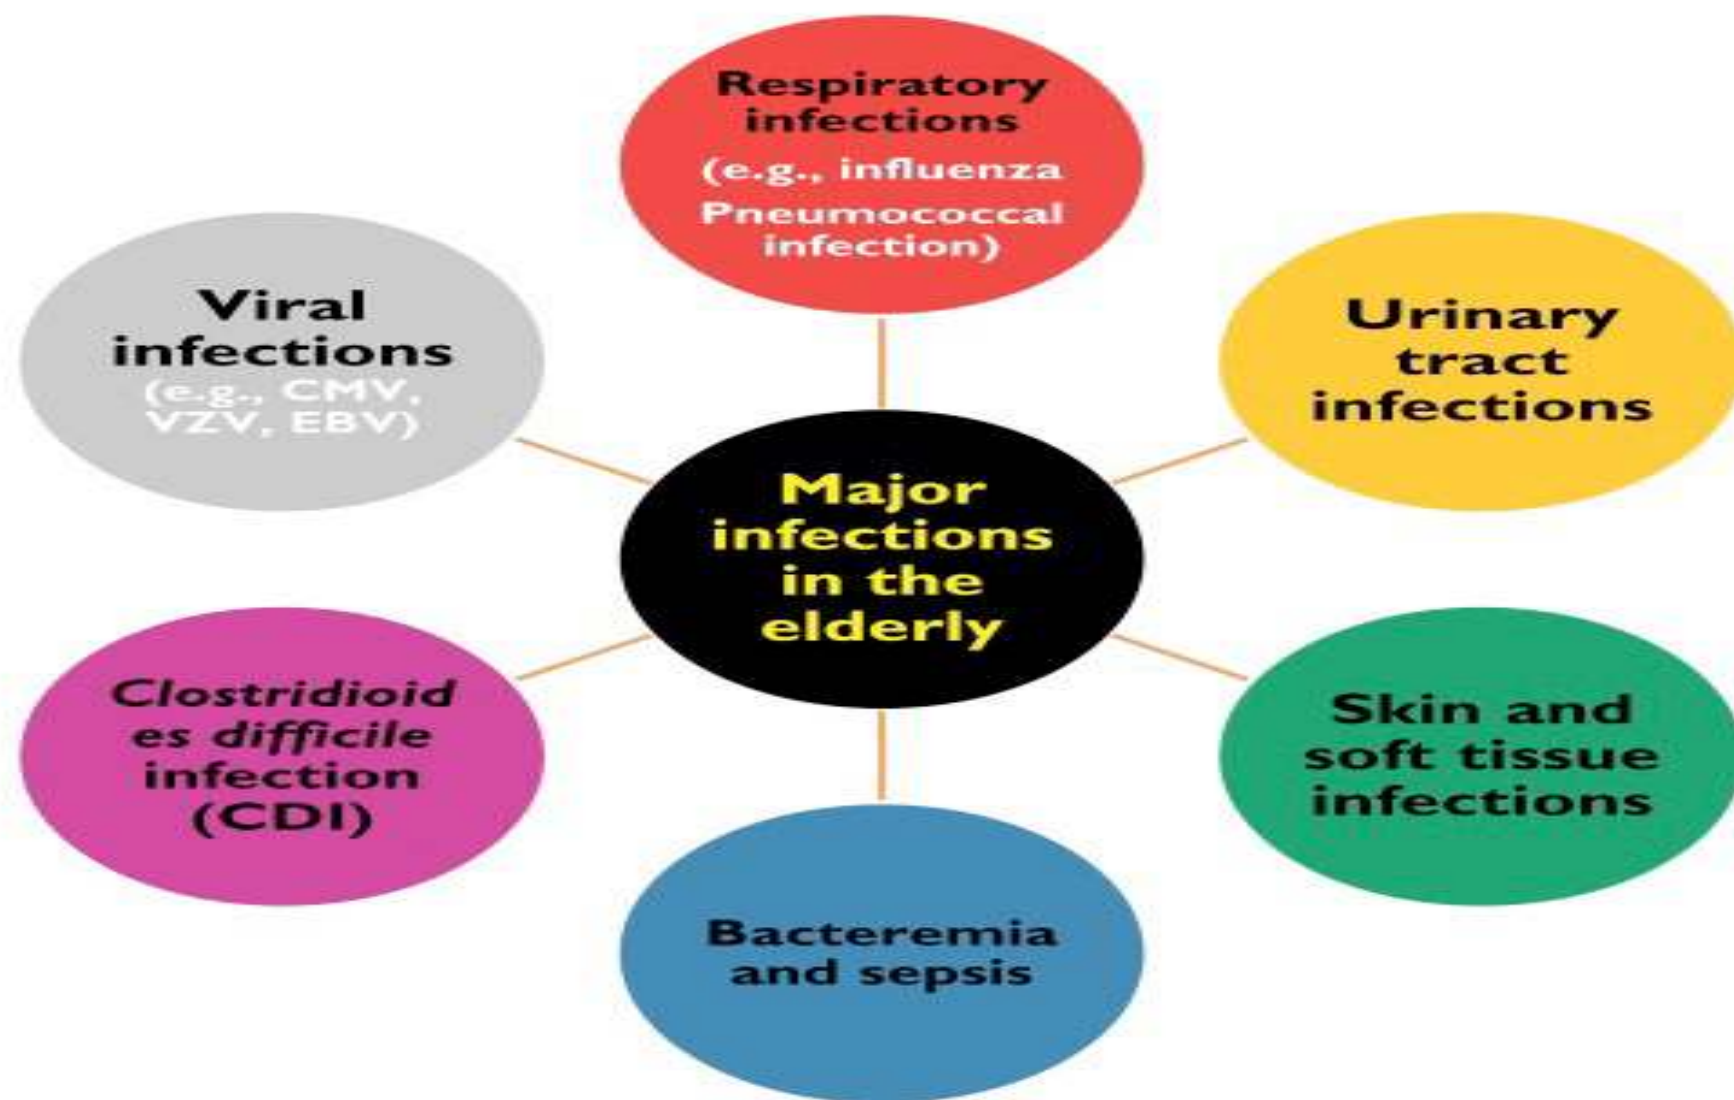 Respiratory
infections
(e.g., influenza
Pneumococcal
infection)
Urinary
tract
infections
Skin and
soft tissue
infections
Bacteremia
and sepsis
Clostridioid
es difficile
infection
(CDI)
Viral
infections
(e.g., CMV,
VZV, EBV)
Major
infections
in the
elderly